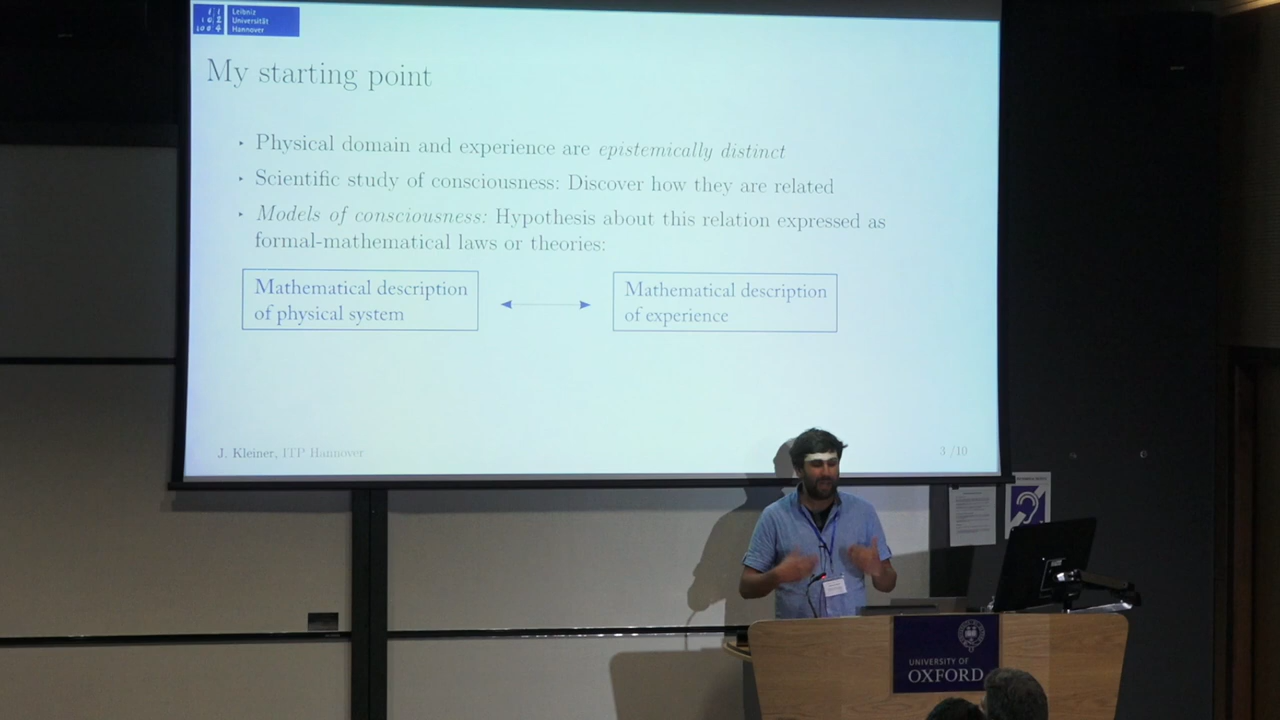 Leibniz
Universität
Hannover
My starting point
‣ Physical domain and experience are epistemically distinct
‣ Scientific study of consciousness: Discover how they are related
‣ Models of consciousness: Hypothesis about this relation expressed as
formal-mathematical laws or theories:
Mathematical description
of physical system
Mathematical description
of experience
J. Kleiner, ITP Hannover
3 /10
UNIVERSITY OF
OXFORD